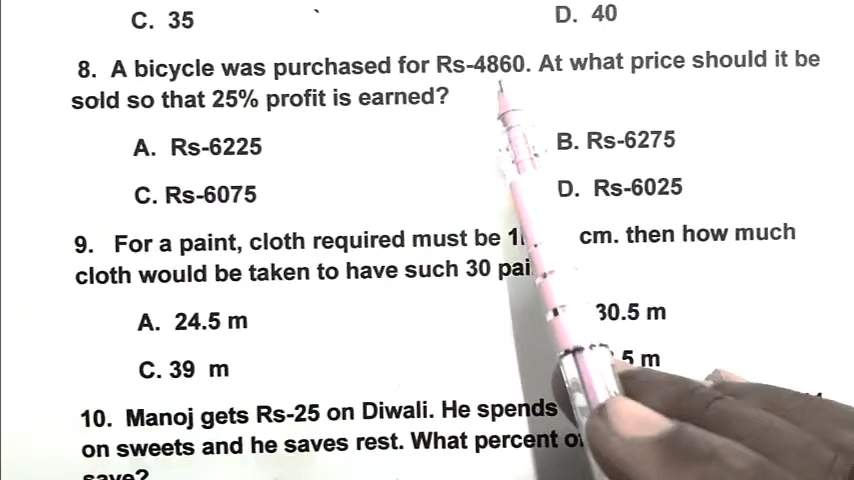 C. 35
D. 40
8. A bicycle was purchased for Rs-4860. At what price should it be
sold so that 25% profit is earned?
A. Rs-6225
B. Rs-6275
C. Rs-6075
D. Rs-6025
9. For a paint, cloth required must be cm. then how much
cloth would be taken to have such 30
A. 24.5 m
30.5 m
C. 39 m
5 m
10. Manoj gets Rs-25 on Diwali. He spends
on sweets and he saves rest. What percent
save?